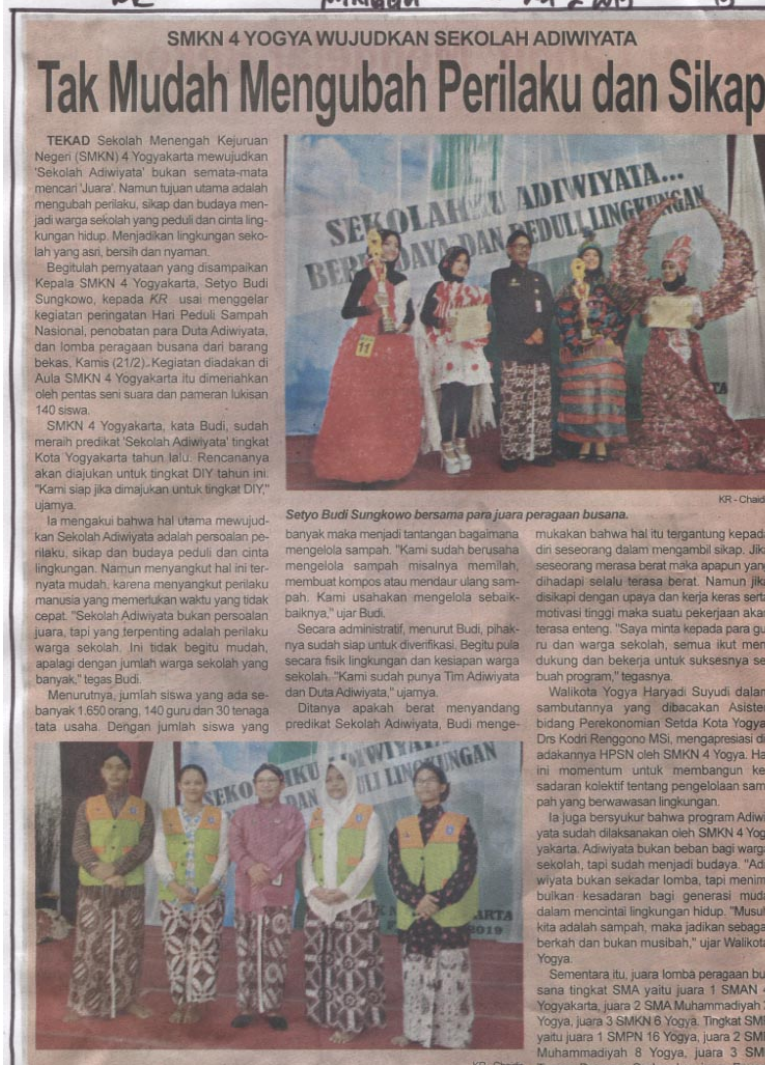 SMKN 4 YOGYA WUJUDKAN SEKOLAH ADIWIYATA
Tak Mudah Mengubah Perilaku dan Sikap
TEKAD Sekolah Menengah Kejuruan
Negeri (SMKN) 4 Yogyakarta mewujudkan
'Sekolah Adiwiyata' bukan semata-mata
mencari 'Juara'. Namun tujuan utama adalah
mengubah perilaku, sikap dan budaya men-
jadi warga sekolah yang peduli dan cinta ling-
kungan hidup. Menjadikan lingkungan seko-
lah yang asri, bersih dan nyaman.
Begitulah pernyataan yang disampaikan
Kepala SMKN 4 Yogyakarta, Setyo Budi
Sungkowo, kepada KR usai menggelar
kegiatan peringatan Hari Peduli Sampah
Nasional, penobatan para Duta Adiwiyata,
dan lomba peragaan busana dari barang
bekas, Kamis (21/2). Kegiatan diadakan di
Aula SMKN 4 Yogyakarta itu dimeriahkan
oleh pentas seni suara dan pameran lukisan
140 siswa.
SMKN 4 Yogyakarta, kata Budi, sudah
meraih predikat 'Sekolah Adiwiyata' tingkat
Kota Yogyakarta tahun lalu. Rencananya
akan diajukan untuk tingkat DIY tahun ini.
"Kami siap jika dimajukan untuk tingkat DIY,"
ujarnya.
Ia mengakui bahwa hal utama mewujud-
kan Sekolah Adiwiyata adalah persoalan pe-
rilaku, sikap dan budaya peduli dan cinta
lingkungan. Namun menyangkut hal ini ter-
nyata mudah, karena menyangkut perilaku
manusia yang memerlukan waktu yang tidak
cepat. "Sekolah Adiwiyata bukan persoalan
juara, tapi yang terpenting adalah perilaku
warga sekolah. Ini tidak begitu mudah,
apalagi dengan jumlah warga sekolah yang
banyak," tegas Budi.
Menurutnya, jumlah siswa yang ada se-
banyak 1.650 orang, 140 guru dan 30 tenaga
tata usaha. Dengan jumlah siswa yang
SEKOLAHKU ADIWIYATA...
BERBUDAYA DAN PEDULI LINGKUNGAN
11
KR - Chaid
Setyo Budi Sungkowo bersama para juara peragaan busana.
banyak maka menjadi tantangan bagaimana
mengelola sampah. "Kami sudah berusaha
mengelola sampah misalnya memilah,
membuat kompos atau mendaur ulang sam-
pah. Kami usahakan mengelola sebaik-
baiknya," ujar Budi.
Secara administratif, menurut Budi, pihak-
nya sudah siap untuk diverifikasi. Begitu pula
secara fisik lingkungan dan kesiapan warga
sekolah. "Kami sudah punya Tim Adiwiyata
dan Duta Adiwiyata," ujarnya.
Ditanya apakah berat menyandang
predikat Sekolah Adiwiyata, Budi menge-
mukakan bahwa hal itu tergantung kepada
diri seseorang dalam mengambil sikap. Jika
seseorang merasa berat maka apapun yang
dihadapi selalu terasa berat. Namun jika
disikapi dengan upaya dan kerja keras serta
motivasi tinggi maka suatu pekerjaan akan
terasa enteng. "Saya minta kepada para gu-
ru dan warga sekolah, semua ikut men-
dukung dan bekerja untuk suksesnya se-
buah program," tegasnya.
Walikota Yogya Haryadi Suyudi dalam
sambutannya yang dibacakan Asisten
bidang Perekonomian Setda Kota Yogya,
Drs Kodri Renggono MSi, mengapresiasi di-
adakannya HPSN oleh SMKN 4 Yogya. Hal
ini momentum untuk membangun ke-
sadaran kolektif tentang pengelolaan sam-
pah yang berwawasan lingkungan.
Ia juga bersyukur bahwa program Adiwi-
yata sudah dilaksanakan oleh SMKN 4 Yog-
yakarta. Adiwiyata bukan beban bagi warga
sekolah, tapi sudah menjadi budaya. "Adi-
wiyata bukan sekadar lomba, tapi menim-
bulkan kesadaran bagi generasi muda
dalam mencintai lingkungan hidup. "Musuh
kita adalah sampah, maka jadikan sebagai
berkah dan bukan musibah," ujar Walikota
Yogya.
Sementara itu, juara lomba peragaan bu-
sana tingkat SMA yaitu juara 1 SMAN 4
Yogyakarta, juara 2 SMA Muhammadiyah
Yogya, juara 3 SMKN 6 Yogya. Tingkat SMP
yaitu juara 1 SMPN 16 Yogya, juara 2 SMP
Muhammadiyah 8 Yogya, juara 3 SMP
2019